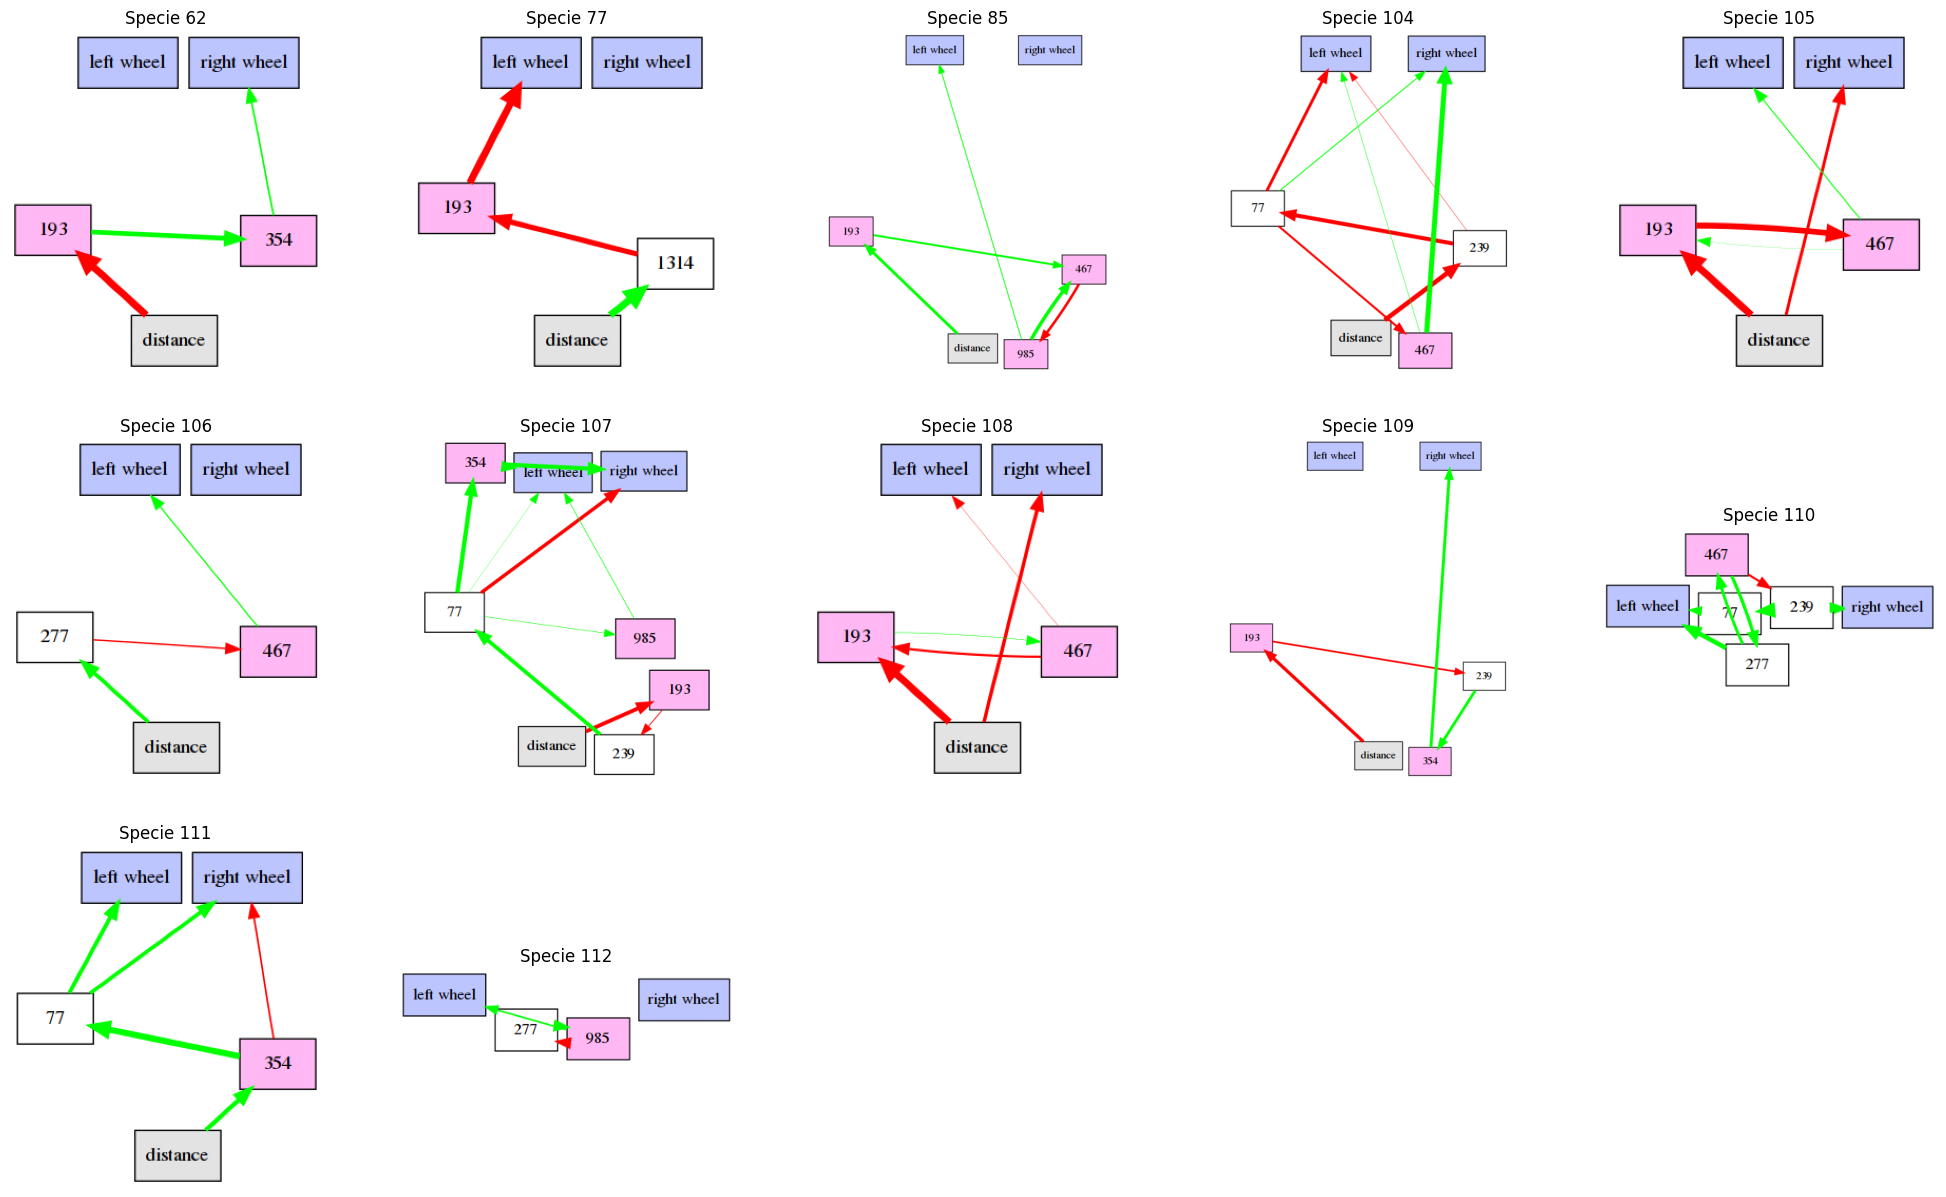 Specie 62
left wheel
right wheel
193
354
distance
Specie 77
left wheel
right wheel
193
1314
distance
Specie 85
left wheel
right wheel
193
467
distance
985
Specie 104
left wheel
right wheel
77
239
distance
467
Specie 105
left wheel
right wheel
193
467
distance
Specie 106
left wheel
right wheel
277
467
distance
Specie 107
354
left wheel
right wheel
77
985
193
distance
239
Specie 108
left wheel
right wheel
193
467
distance
Specie 109
left wheel
right wheel
193
239
distance
354
Specie 110
467
left wheel
77
239
right wheel
277
Specie 111
left wheel
right wheel
77
354
distance
Specie 112
left wheel
right wheel
277
985